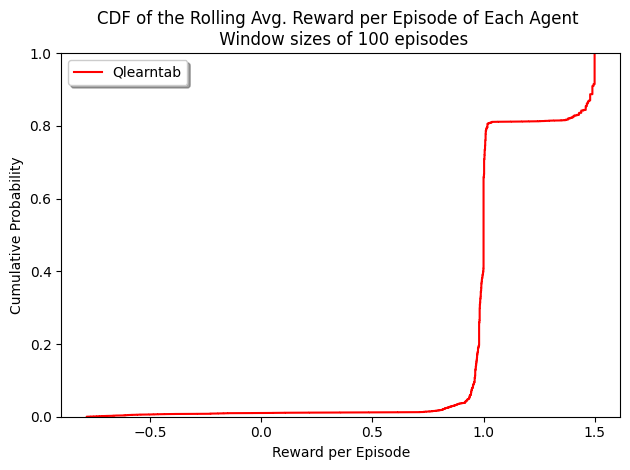 CDF of the Rolling Avg. Reward per Episode of Each Agent
Window sizes of 100 episodes
Qlearntab
1.0
0.8
0.6
0.4
0.2
0.0
Cumulative Probability
−0.5
0.0
0.5
1.0
1.5
Reward per Episode